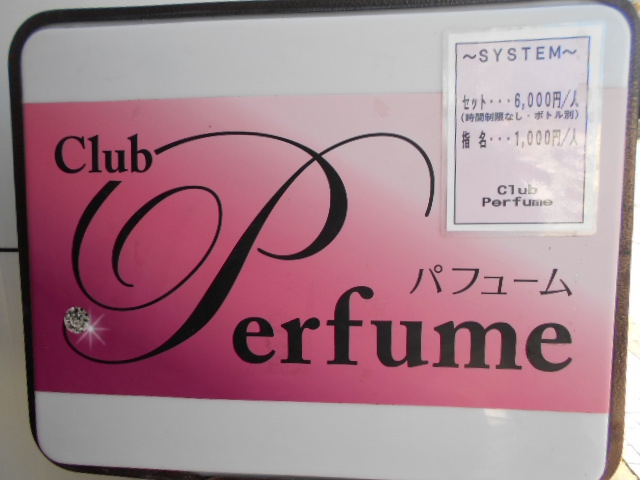 Club
Perfume
パフューム
～SYSTEM～
セット・・・6,000円/人
(時間制限なし・ボトル別)
指 名・・・1,000円/人
Club
Perfume